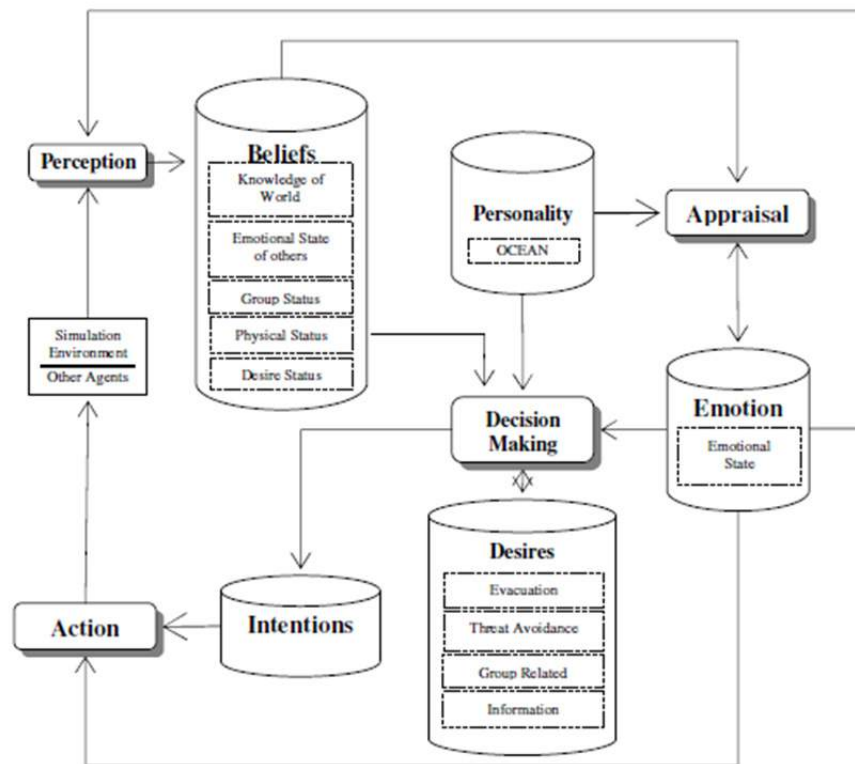 Perception
Beliefs
Knowledge of
World
Emotional State
of others
Group Status
Physical Status
Desire Status
Personality
OCEAN
Appraisal
Simulation
Environment
Other Agents
Decision
Making
Emotion
Emotional
State
Desires
Evacuation
Threat Avoidance
Group Related
Information
Intentions
Action